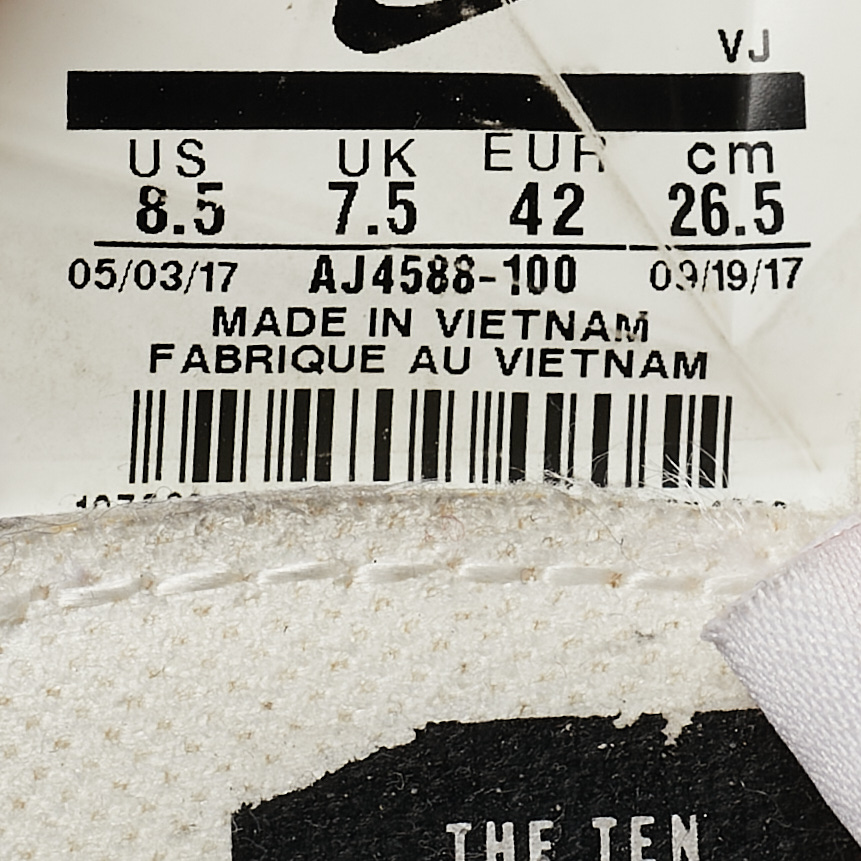 VJ
US UK EUR cm
8.5 7.5 42 26.5
05/03/17 AJ4588-100 09/19/17
MADE IN VIETNAM
FABRIQUE AU VIETNAM
THE TEN